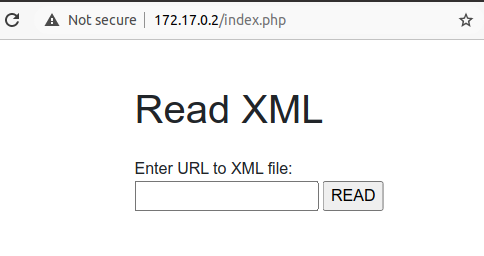 Not secure 172.17.0.2/index.php
Read XML
Enter URL to XML file:
READ